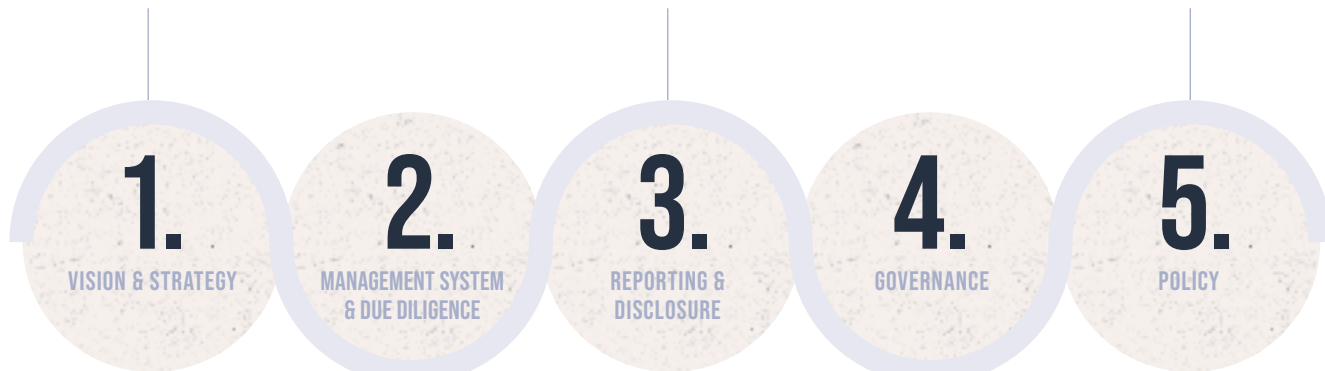 1.
VISION & STRATEGY
2.
MANAGEMENT SYSTEM
& DUE DILIGENCE
3.
REPORTING &
DISCLOSURE
4.
GOVERNANCE
5.
POLICY